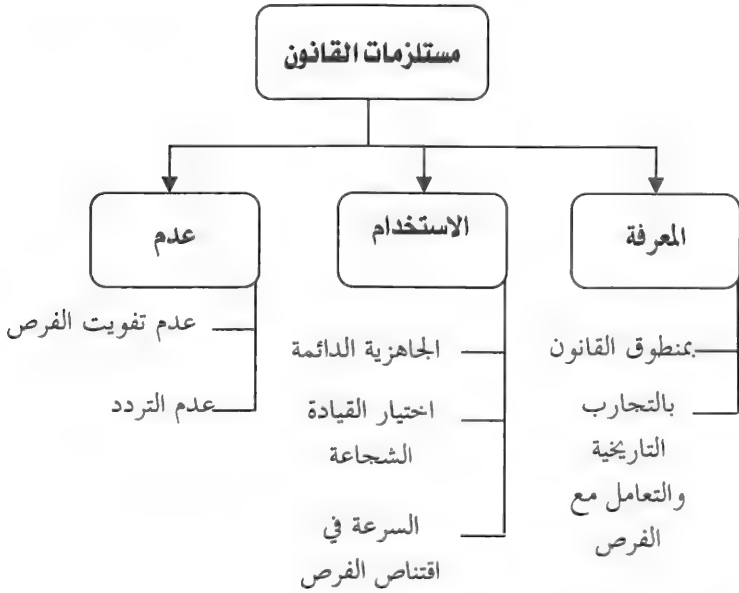 مستلزمات القانون
المعرفة
بمنطوق القانون
بالتجارب
التاريخية
والتعامل مع
الفرص
الاستخدام
الجاهزية الدائمة
اختيار القيادة
الشجاعة
السرعة في
اقتناص الفرص
عدم
عدم تفويت الفرص
عدم التردد